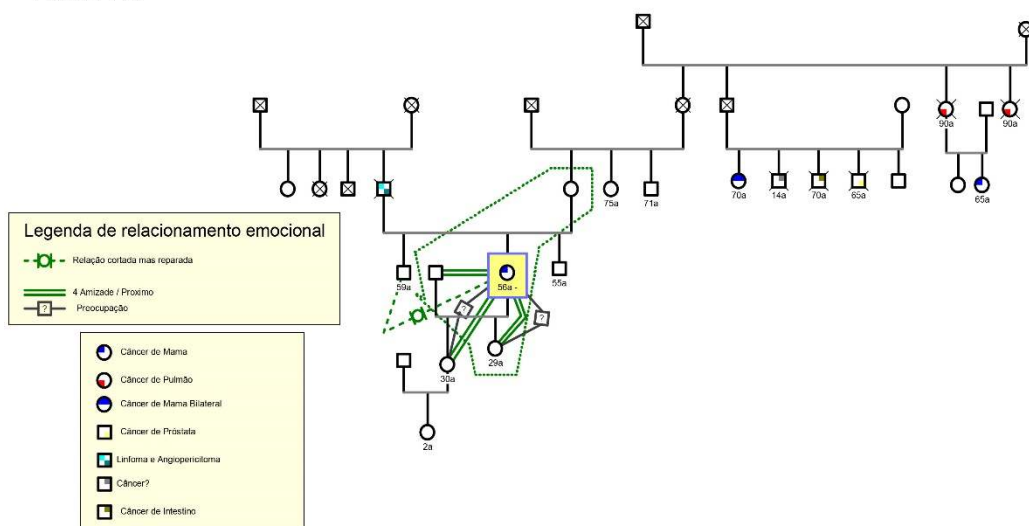 90a
90a
75a
71a
70a
14a
70a
65a
65a
Legenda de relacionamento emocional
Relação cortada mas reparada
4 Amizade / Proximo
?
Preocupação
59a
56a -
55a
?
?
30a
29a
2a
Câncer de Mama
Câncer de Pulmão
Câncer de Mama Bilateral
Câncer de Próstata
Linfoma e Angiopericiloma
Câncer?
Câncer de Intestino